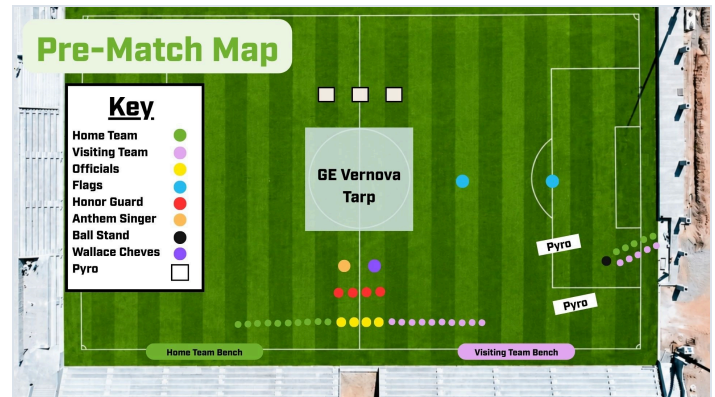 Pre-Match Map
Key
Home Team
Visiting Team
Officials
Flags
Honor Guard
Anthem Singer
Ball Stand
Wallace Cheves
Pyro
GE Vernova
Tarp
Pyro
Pyro
Home Team Bench
Visiting Team Bench